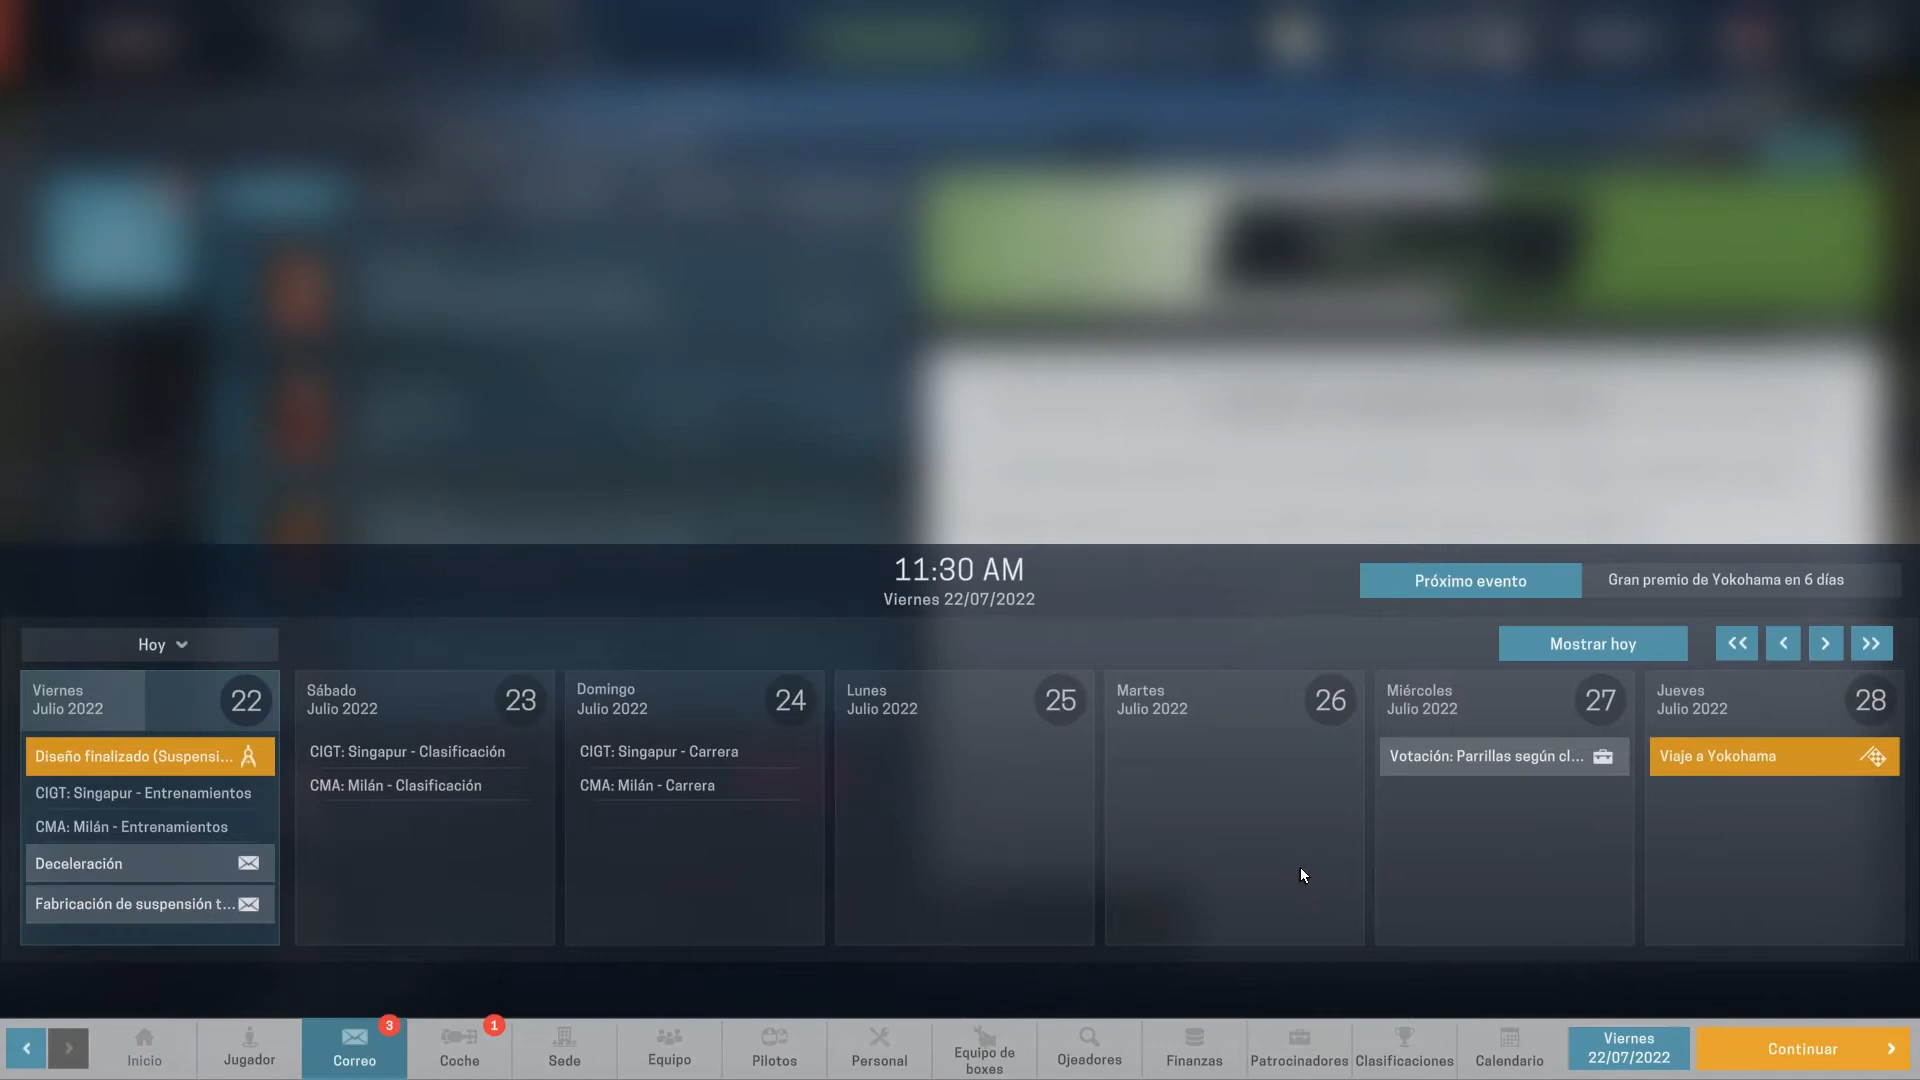 11:30 AM
Viernes 22/07/2022
Próximo evento
Gran premio de Yokohama en 6 días
Hoy
Mostrar hoy
Viernes
Julio 2022
22
Diseño finalizado (Suspensi...
CIGT: Singapur - Entrenamientos
CMA: Milán - Entrenamientos
Deceleración
Fabricación de suspensión t...
Sábado
Julio 2022
23
CIGT: Singapur - Clasificación
CMA: Milán - Clasificación
Domingo
Julio 2022
24
CIGT: Singapur - Carrera
CMA: Milán - Carrera
Lunes
Julio 2022
25
Martes
Julio 2022
26
Miércoles
Julio 2022
27
Votación: Parrillas según cl...
Jueves
Julio 2022
28
Viaje a Yokohama
Inicio
Jugador
3
Correo
1
Coche
Sede
Equipo
Pilotos
Personal
Equipo de
boxes
Ojeadores
Finanzas
Patrocinadores
Clasificaciones
Calendario
Viernes
22/07/2022
Continuar